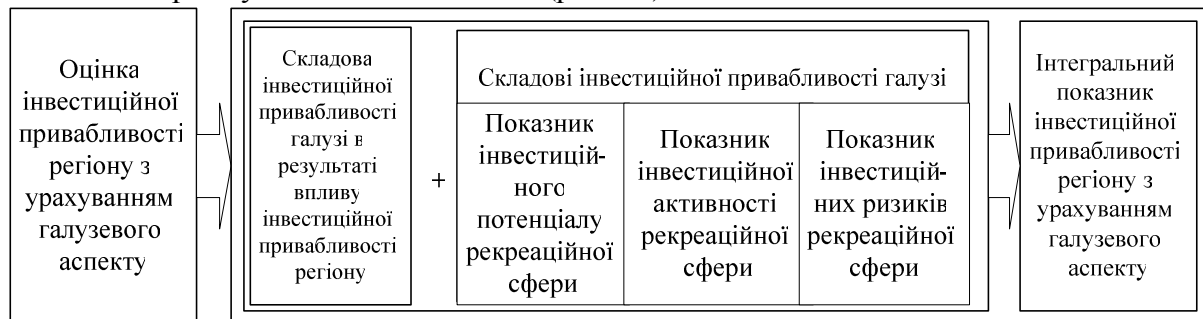 Оцінка
інвестиційної
привабливості
регіону з
урахуванням
галузевого
аспекту
Складова
інвестиційної
привабливості
галузі в
результаті
впливу
інвестиційної
привабливості
регіону
+
Складові інвестиційної привабливості галузі
Показник
інвестицій-
ного
потенціалу
рекреаційної
сфери
Показник
інвестиційної
активності
рекреаційної
сфери
Показник
інвестицій-
них ризиків
рекреаційної
сфери
Інтегральний
показник
інвестиційної
привабливості
регіону з
урахуванням
галузевого
аспекту